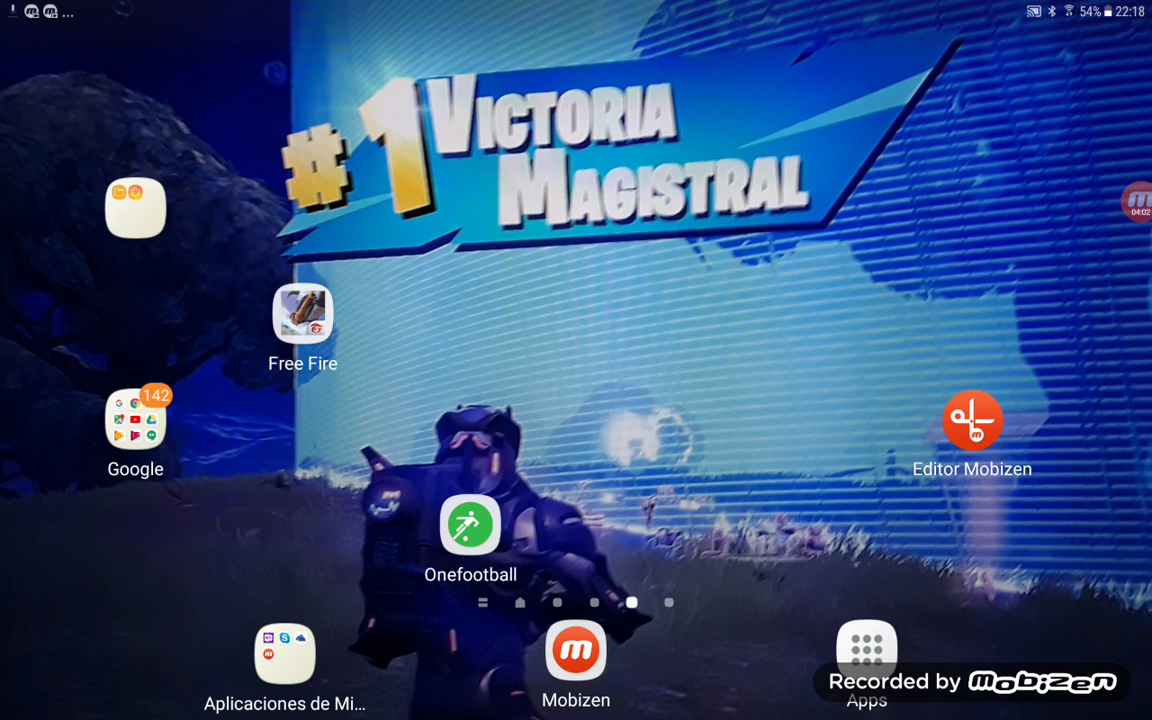 ... 54% 22:18
#1 VICTORIA
MAGISTRAL
04:02
Free Fire
142
Google
Editor Mobizen
Onefootball
Aplicaciones de Mi...
Mobizen
Apps
Recorded by mobizen